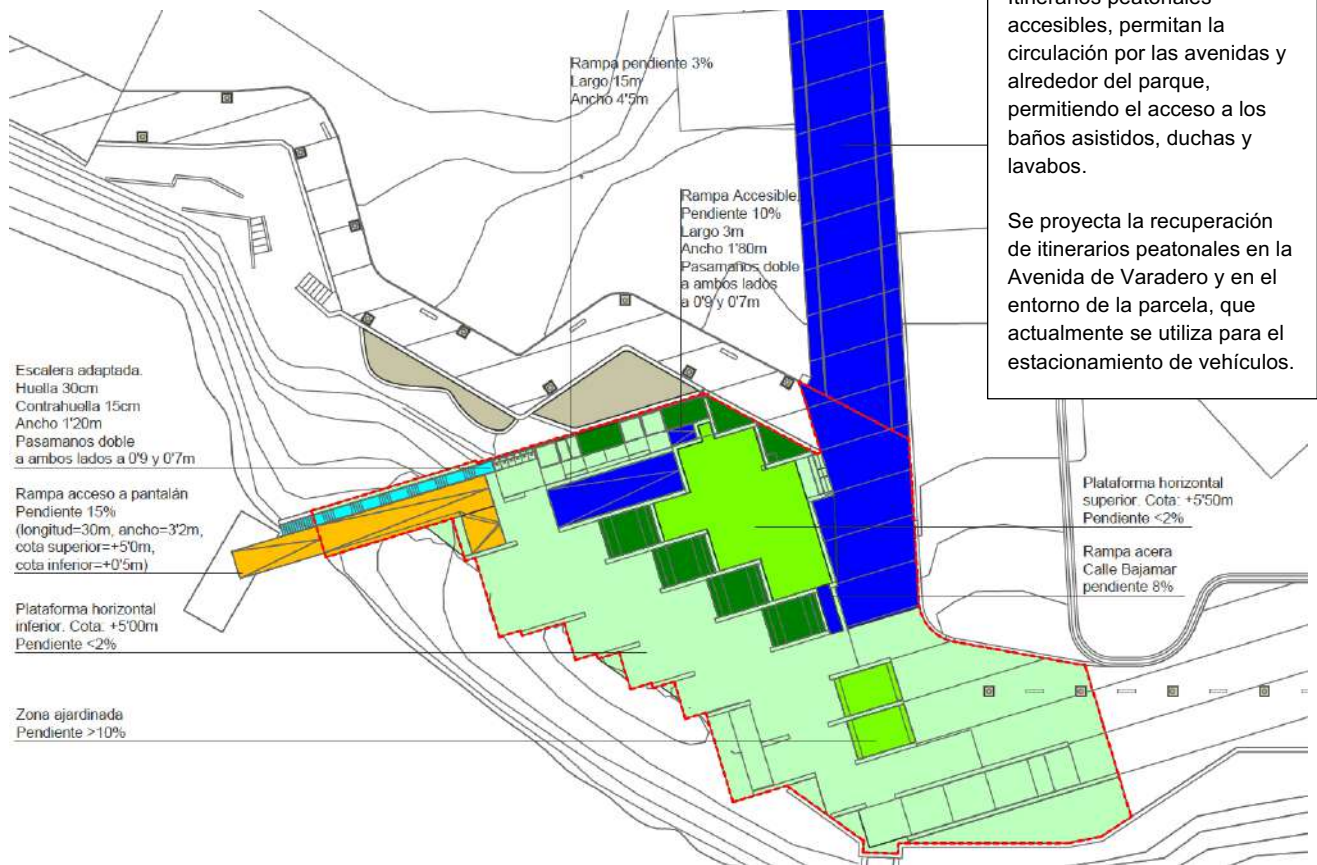 Itinerarios peatonales
accesibles, permitan la
circulación por las avenidas y
alrededor del parque,
permitiendo el acceso a los
baños asistidos, duchas y
lavabos.
Se proyecta la recuperación
de itinerarios peatonales en la
Avenida de Varadero y en el
entorno de la parcela, que
actualmente se utiliza para el
estacionamiento de vehículos.
Rampa pendiente 3%
Largo 15m
Ancho 4'5m
Rampa Accesible.
Pendiente 10%
Largo 3m
Ancho 1'80m
Pasamanos doble
a ambos lados
a 0'9 y 0'7m
Escalera adaptada.
Huella 30cm
Contrahuella 15cm
Ancho 1'20m
Pasamanos doble
a ambos lados a 0'9 y 0'7m
Rampa acceso a pantalán
Pendiente 15%
(longitud=30m, ancho=3'2m,
cota superior=+5'0m,
cota inferior=+0'5m)
Plataforma horizontal
inferior. Cota: +5'00m
Pendiente <2%
Zona ajardinada
Pendiente >10%
Plataforma horizontal
superior. Cota: +5'50m
Pendiente <2%
Rampa acera
Calle Bajamar
pendiente 8%